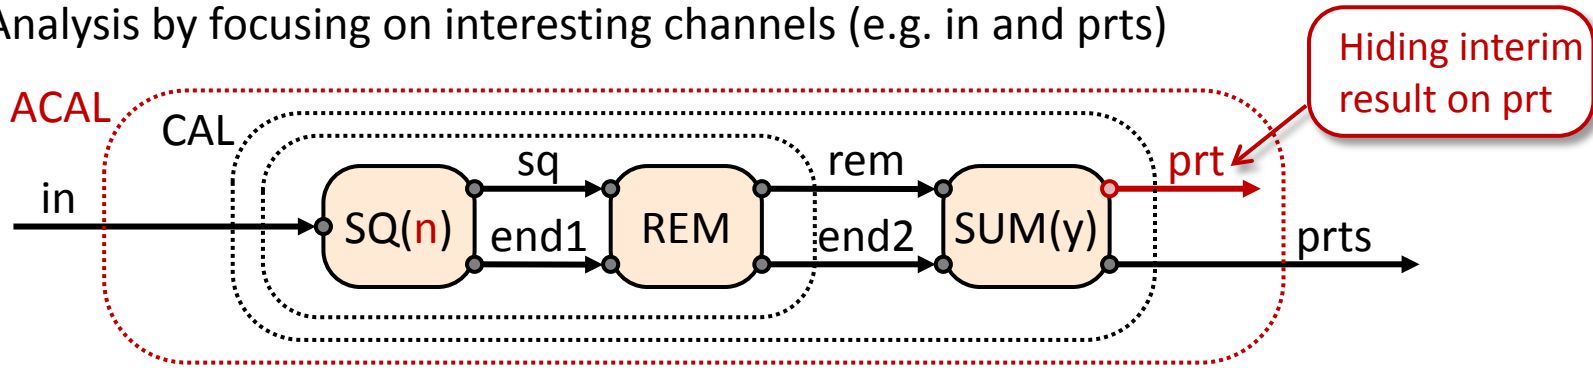 Analysis by focusing on interesting channels (e.g. in and prts)
Hiding interim
result on prt
ACAL
CAL
in
sq
rem
prt
SQ(n)
end1
REM
end2
SUM(y)
prts